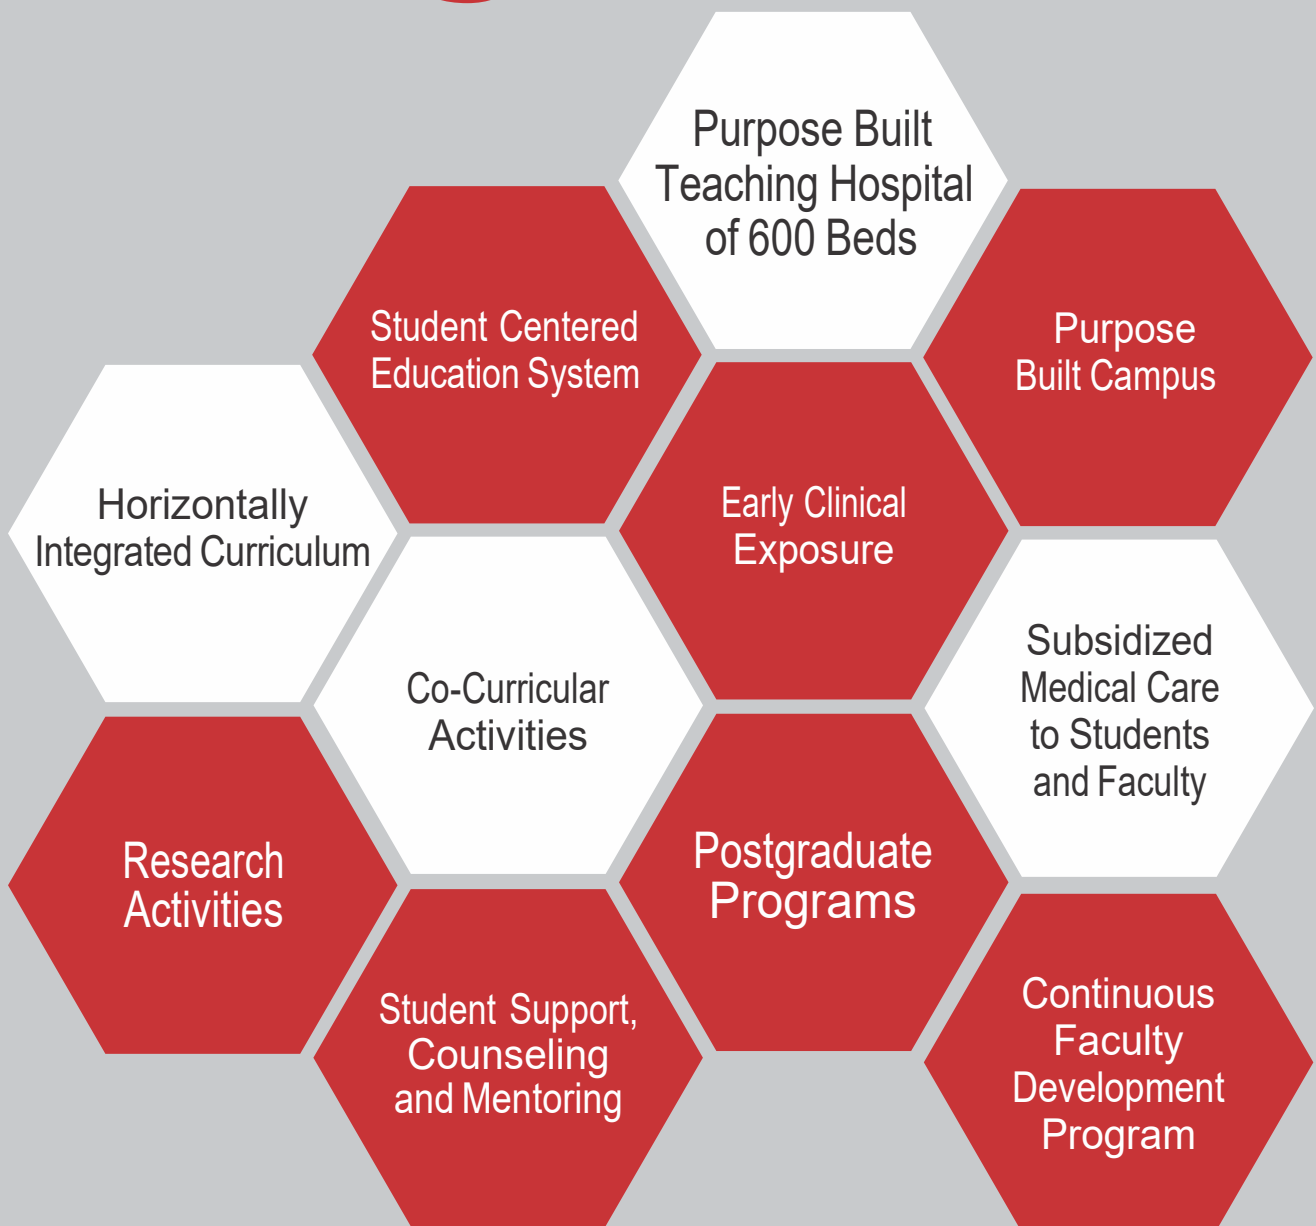 Purpose Built
Teaching Hospital
of 600 Beds
Student Centered
Education System
Purpose
Built Campus
Horizontally
Integrated Curriculum
Early Clinical
Exposure
Co-Curricular
Activities
Subsidized
Medical Care
to Students
and Faculty
Research
Activities
Postgraduate
Programs
Student Support,
Counseling
and Mentoring
Continuous
Faculty
Development
Program